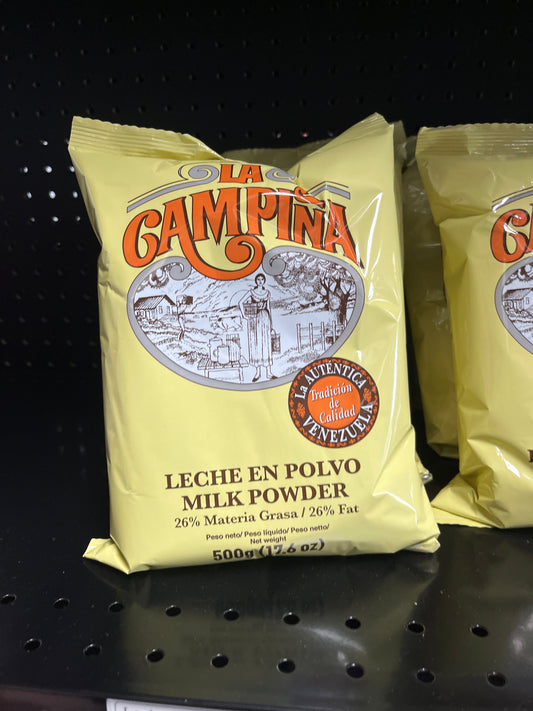 LA
CAMPIÑA
La AUTÉNTICA
Tradición
de
Calidad
VENEZUELA
LECHE EN POLVO
MILK POWDER
26% Materia Grasa / 26% Fat
Peso neto/ Peso líquido/ Peso netto/
Net weight
500g (17.6 oz)